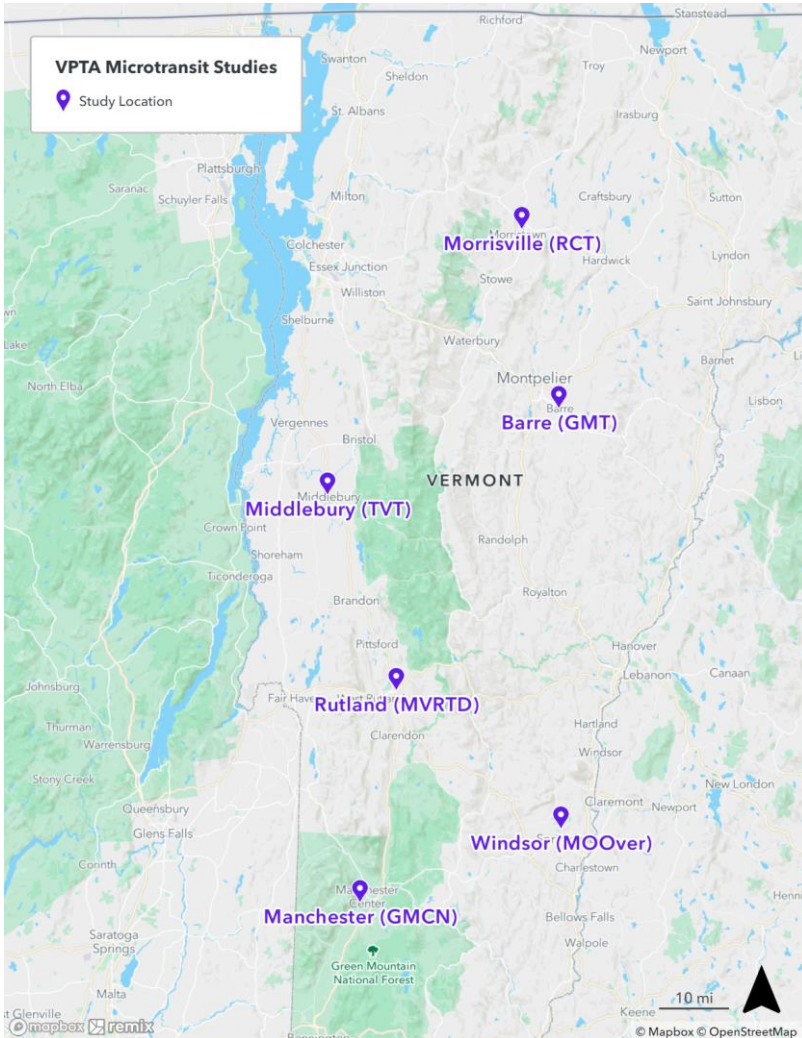 Richford
Stanstead
VPTA Microtransit Studies
Study Location
Swanton
Sheldon
Troy
Newport
St. Albans
Irasburg
Plattsburgh
Saranac
Schuyler Falls
Milton
Craftsbury
Sutton
Morrisville (RCT)
Colchester
Hardwick
Lyndon
Essex Junction
Stowe
Williston
Saint Johnsbury
Shelburne
Waterbury
Lake
Barnet
North Elba
Montpelier
Lisbon
Barre
Barre (GMT)
Vergennes
Bristol
VERMONT
Middlebury
Middlebury (TVT)
Crown Point
Randolph
Shoreham
Ticonderoga
Royalton
Brandon
Pittsford
Hanover
Lebanon
Canaan
Johnsburg
Fair Haven
Rutland (MVRTD)
Thurman
Hartland
Clarendon
Warrensburg
Windsor
Stony Creek
New London
Claremont
Newport
Queensbury
Glens Falls
Windsor (MOOver)
Corinth
Charlestown
Manchester
Center
Manchester (GMCN)
Bellows Falls
Saratoga
Springs
Walpole
Green Mountain
National Forest
Malta
10 mi
st Glenville
Keene
mapbox remix
Bennington
© Mapbox © OpenStreetMap